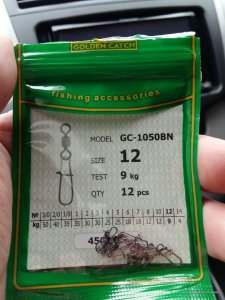 GOLDEN CATCH
fishing accessories
MODEL GC-1050BN
SIZE 12
TEST 9 kg
QTY 12 pcs
№ 3/0 2/0 1/0 1 2 3 4 5 6 7 8 10 12 14
kg 50 40 35 35 30 30 25 25 18 18 12 12 9 4